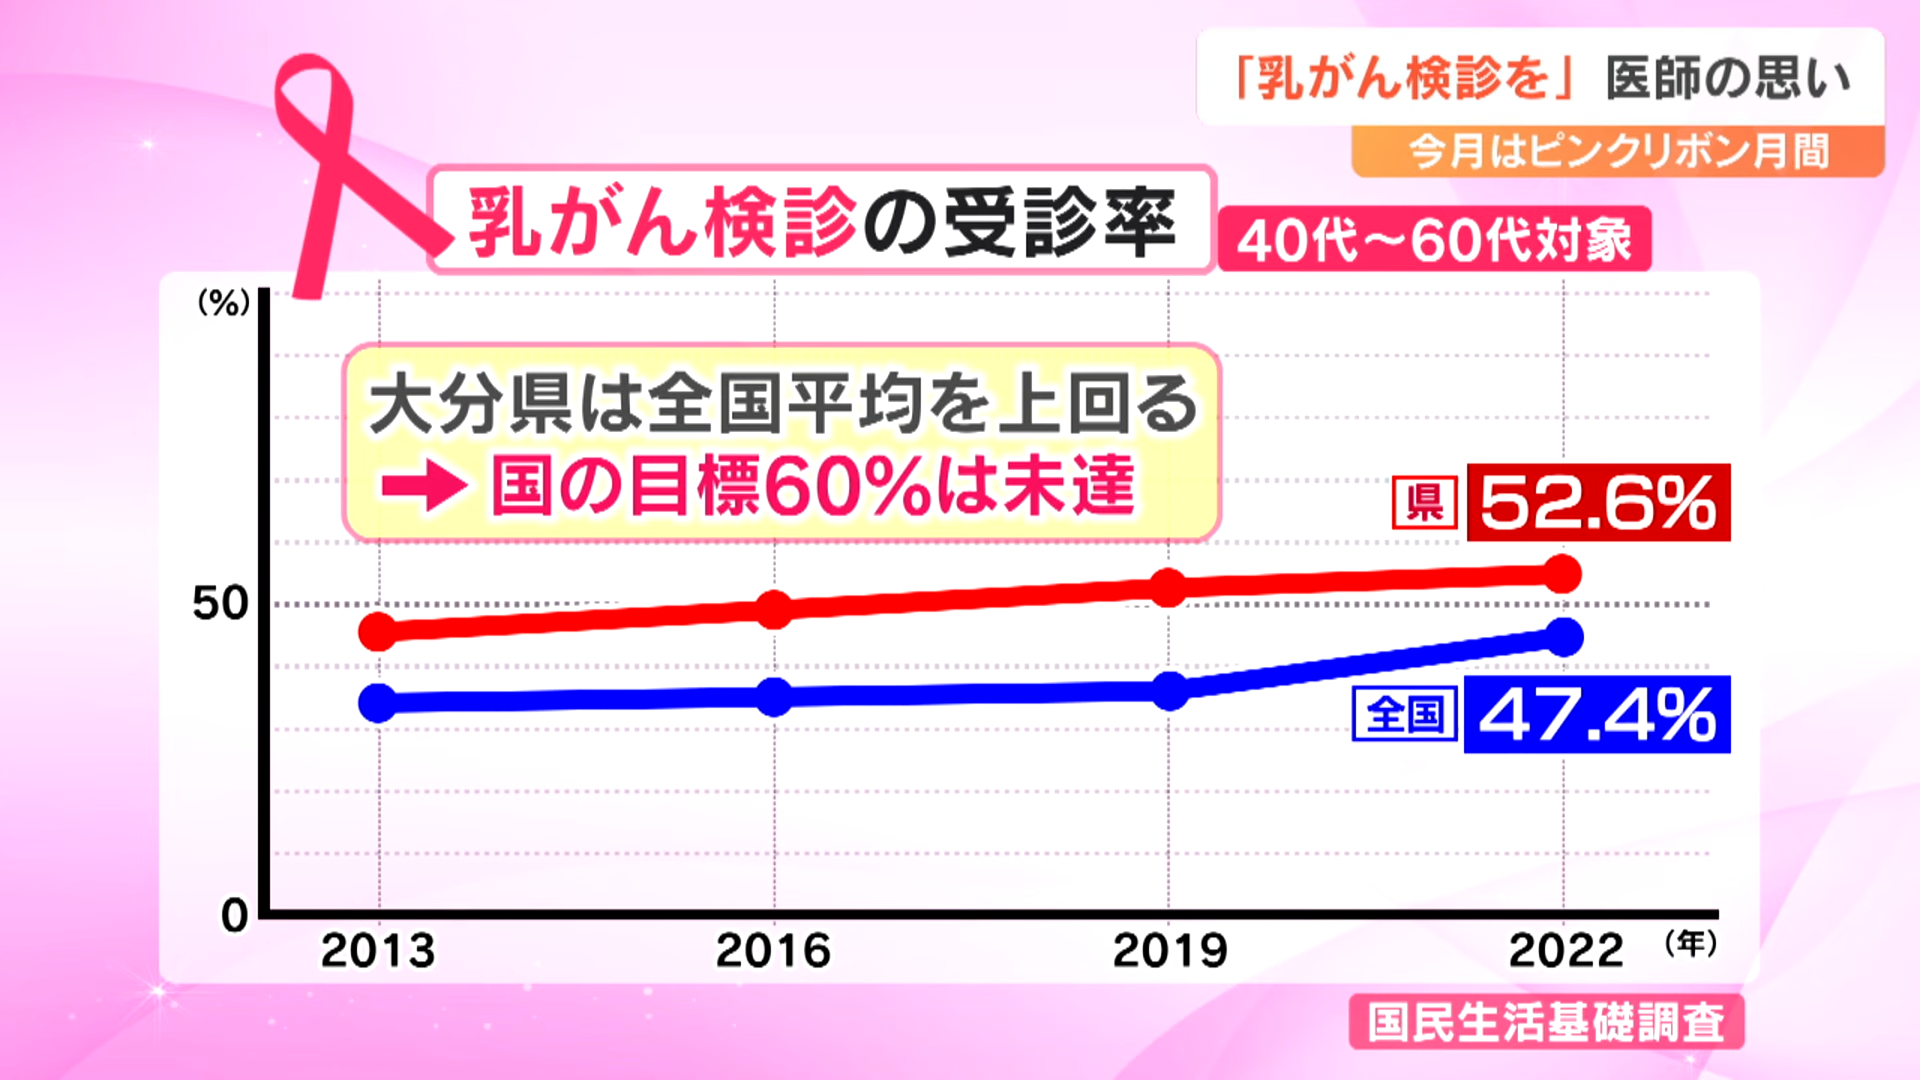 「乳がん検診を」 医師の思い
今月はピンクリボン月間
乳がん検診の受診率
40代～60代対象
(%)
大分県は全国平均を上回る
➡国の目標60%は未達
県 52.6%
50
全国 47.4%
0
2013 2016 2019 2022 (年)
国民生活基礎調査